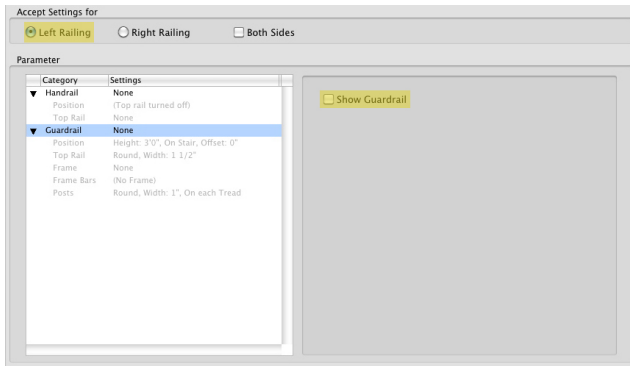 Accept Settings for
Left Railing Right Railing Both Sides
Parameter
Category Settings
Handrail None
Position (Top rail turned off)
Top Rail None
Guardrail None
Position Height: 3'0", On Stair, Offset: 0"
Top Rail Round, Width: 1 1/2"
Frame None
Frame Bars (No Frame)
Posts Round, Width: 1", On each Tread
Show Guardrail